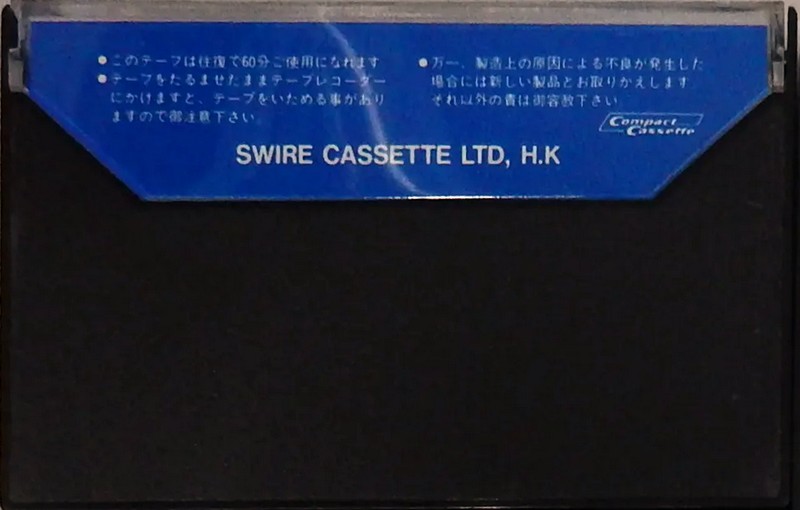 ●このテープは往復で60分ご使用になれます
●テープをたるませたままテープレコーダー
にかけますと、テープをいためる事があり
ますので御注意下さい
●万一、製造上の原因による不良が発生した
場合には新しい製品とお取りかえします
それ以外の責は御容赦下さい
Compact
Cassette
SWIRE CASSETTE LTD, H.K